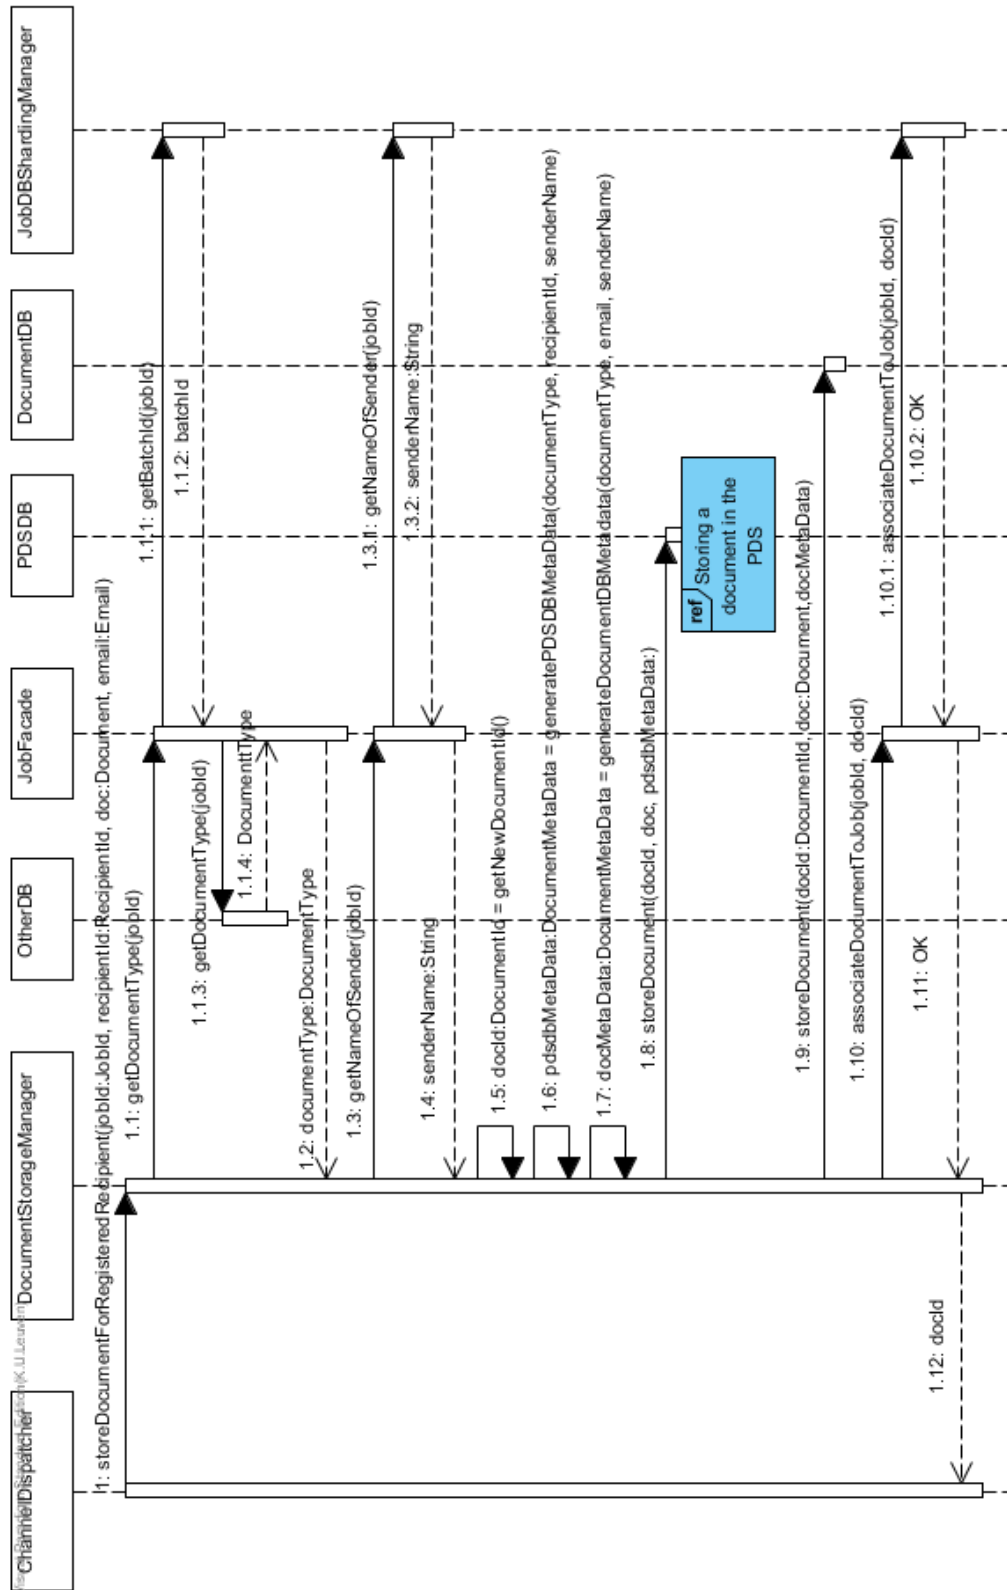 Visual Paradigm Standard Edition(K.U.Leuven)
ChannelDispatcher
DocumentStorageManager
OtherDB
JobFacade
PDSDB
DocumentDB
JobDBShardingManager
1: storeDocumentForRegisteredRecipient(jobId:JobId, recipientId:RecipientId, doc:Document, email:Email)
1.1: getDocumentType(jobId)
1.1.1: getBatchId(jobId)
1.1.2: batchId
1.1.3: getDocumentType(jobId)
1.1.4: DocumenttType
1.2: documentType:DocumentType
1.3: getNameOfSender(jobId)
1.3.1: getNameOfSender(jobId)
1.3.2: senderName:String
1.4: senderName:String
1.5: docId:DocumentId = getNewDocumentId()
1.6: pdsdbMetaData:DocumentMetaData = generatePDSDBMetaData(documentType, recipientId, senderName)
1.7: docMetaData:DocumentMetaData = generateDocumentDBMetadata(documentType, email, senderName)
1.8: storeDocument(docId, doc, pdsdbMetaData:)
ref
Storing a
document in the
PDS
1.9: storeDocument(docId:DocumentId, doc:Document,docMetaData)
1.10: associateDocumentToJob(jobId, docId)
1.10.1: associateDocumentToJob(jobId, docId)
1.10.2: OK
1.11: OK
1.12: docId